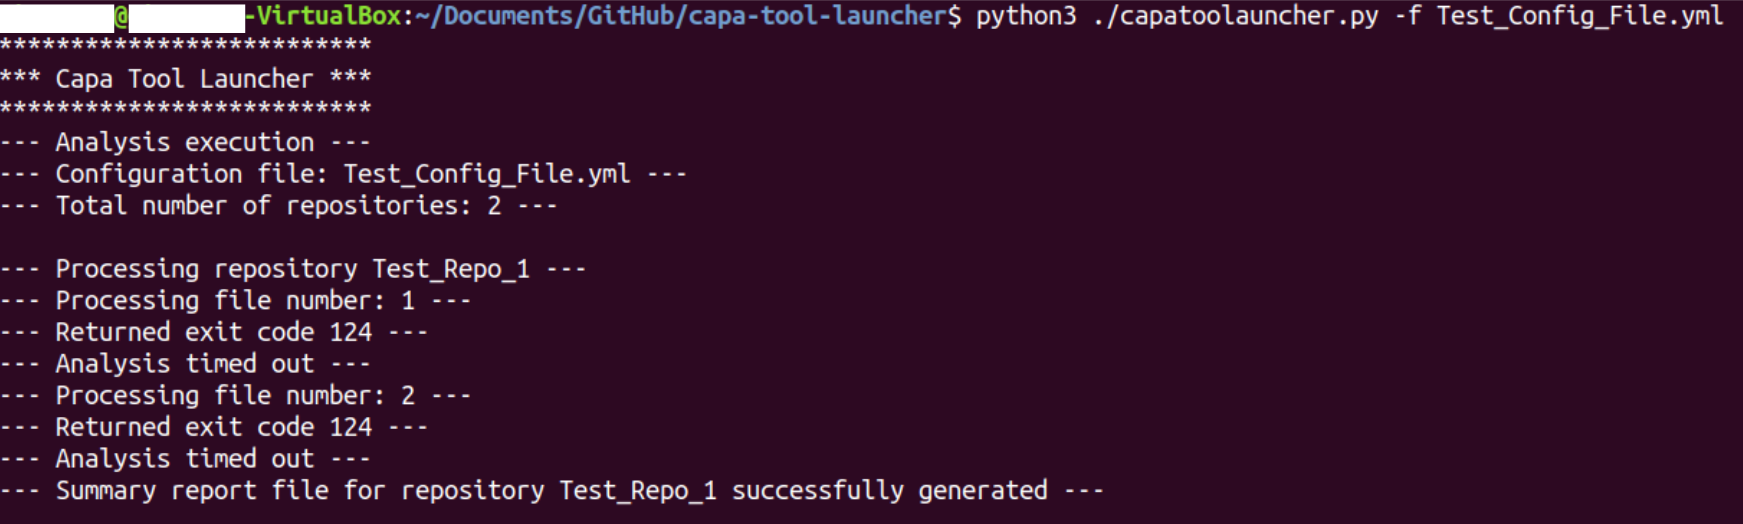 @-VirtualBox:~/Documents/GitHub/capa-tool-launcher$ python3 ./capatoolauncher.py -f Test_Config_File.yml
**************************
*** Capa Tool Launcher ***
**************************
--- Analysis execution ---
--- Configuration file: Test_Config_File.yml ---
--- Total number of repositories: 2 ---
--- Processing repository Test_Repo_1 ---
--- Processing file number: 1 ---
--- Returned exit code 124 ---
--- Analysis timed out ---
--- Processing file number: 2 ---
--- Returned exit code 124 ---
--- Analysis timed out ---
--- Summary report file for repository Test_Repo_1 successfully generated ---